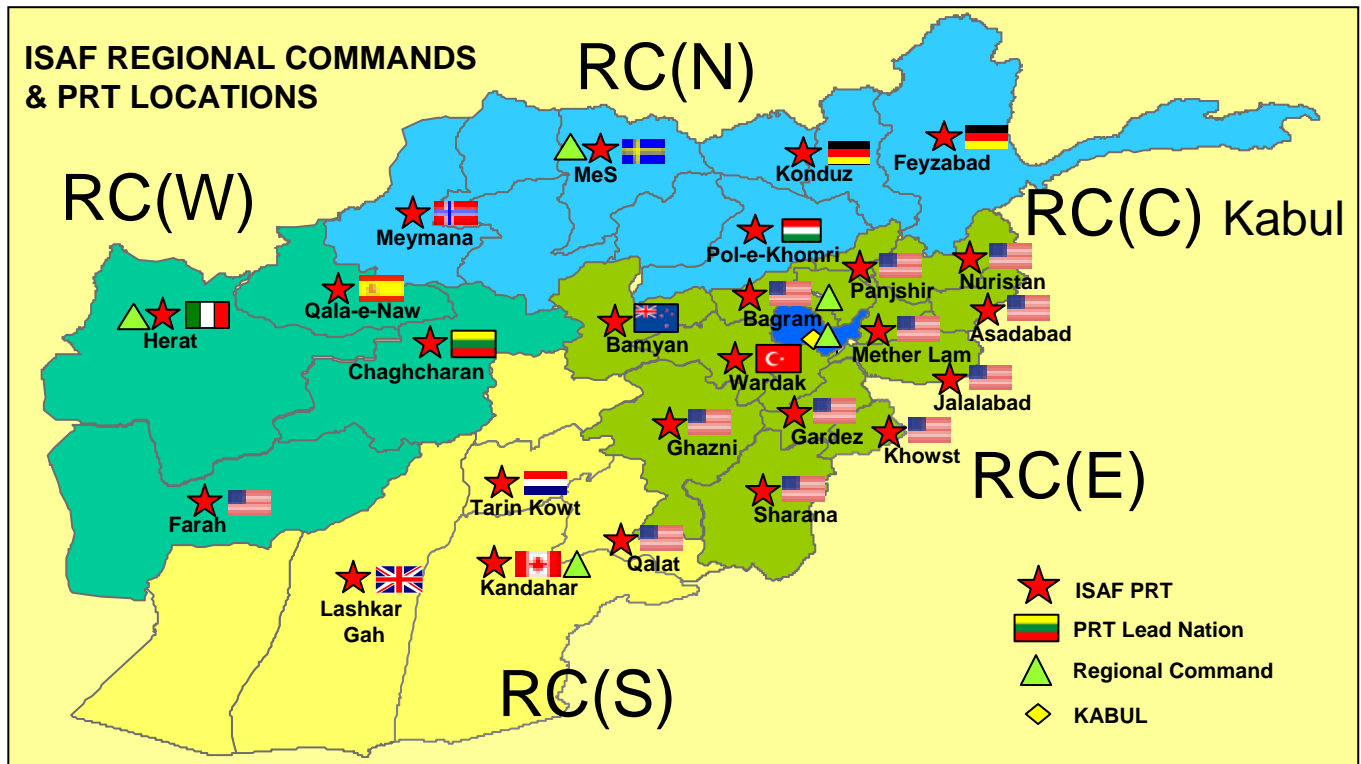 ISAF REGIONAL COMMANDS
& PRT LOCATIONS
RC(N)
RC(W)
RC(C) Kabul
RC(E)
RC(S)
MeS
Konduz
Feyzabad
Meymana
Pol-e-Khomri
Qala-e-Naw
Herat
Chaghcharan
Farah
Bamyan
Bagram
Panjshir
Nuristan
Asadabad
Mether Lam
Wardak
Jalalabad
Ghazni
Gardez
Khowst
Sharana
Tarin Kowt
Qalat
Kandahar
Lashkar
Gah
ISAF PRT
PRT Lead Nation
Regional Command
KABUL